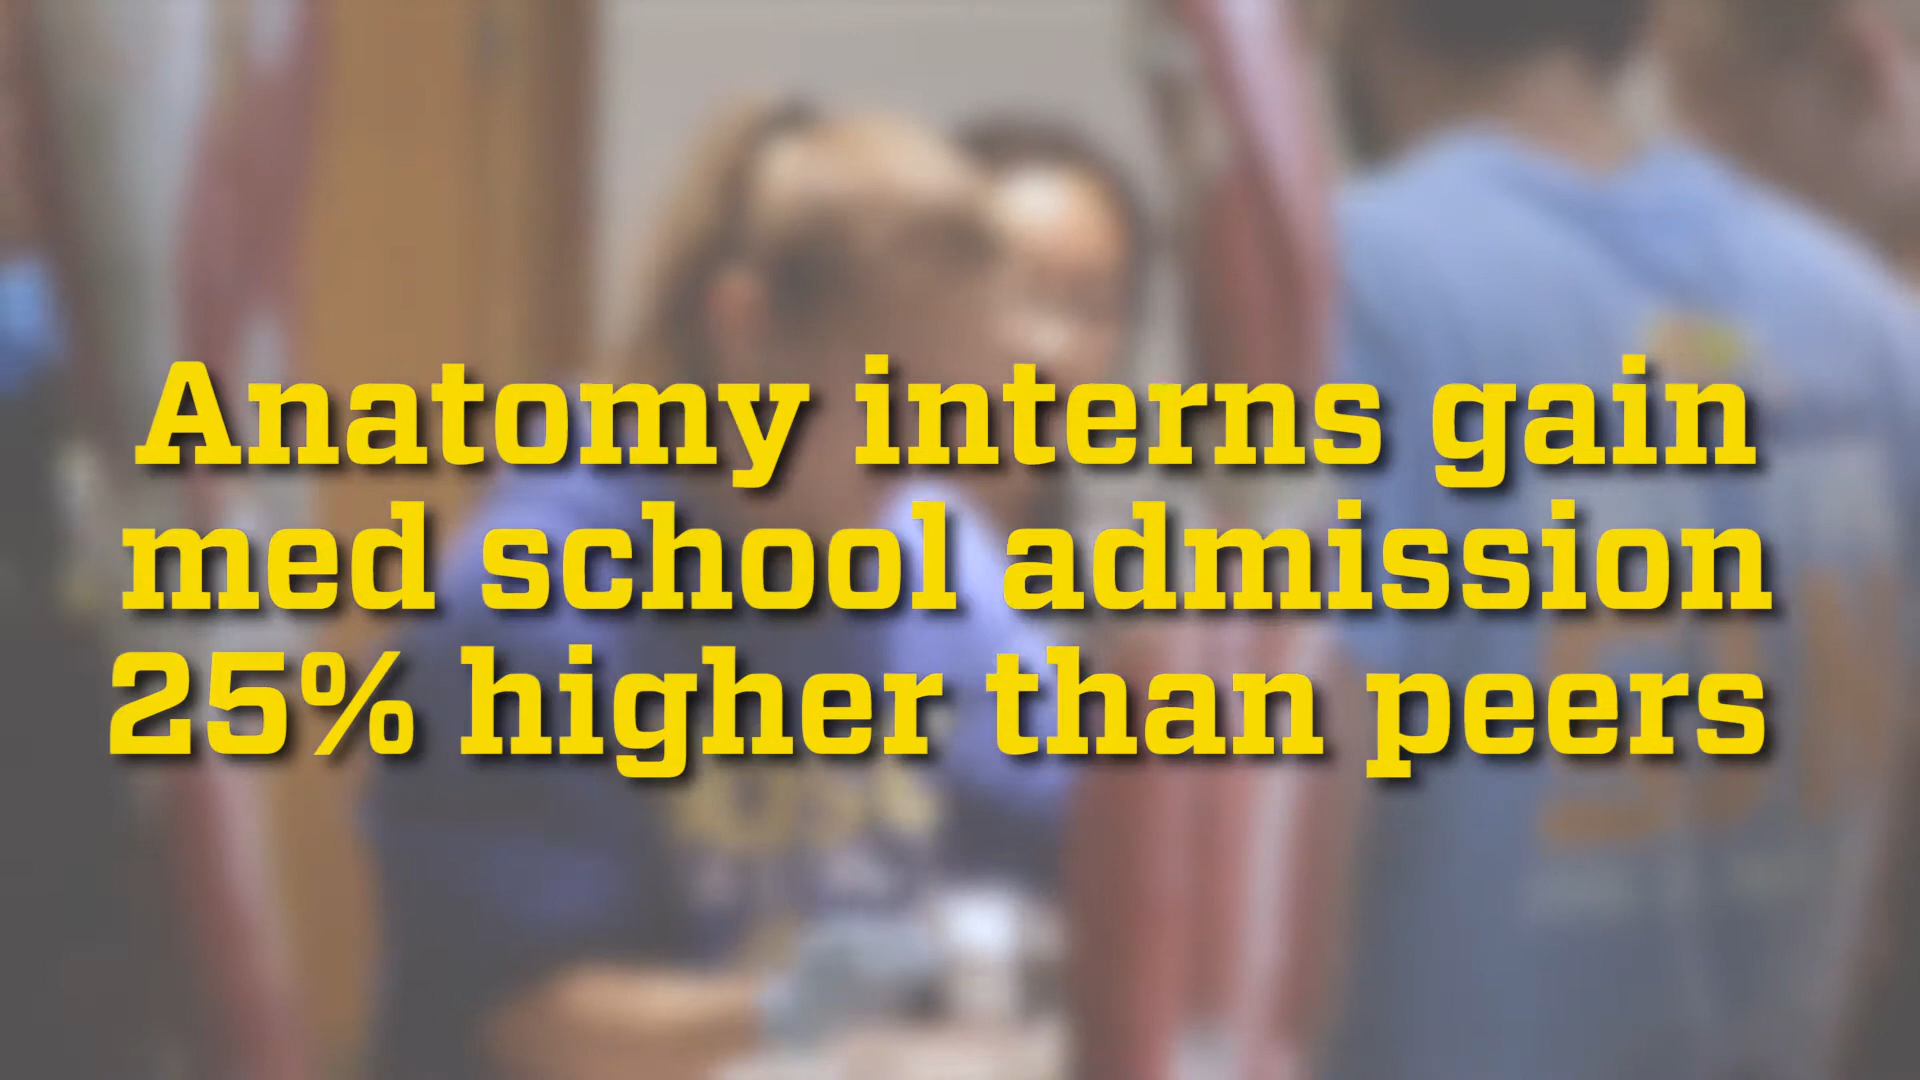 Anatomy interns gain
med school admission
25% higher than peers